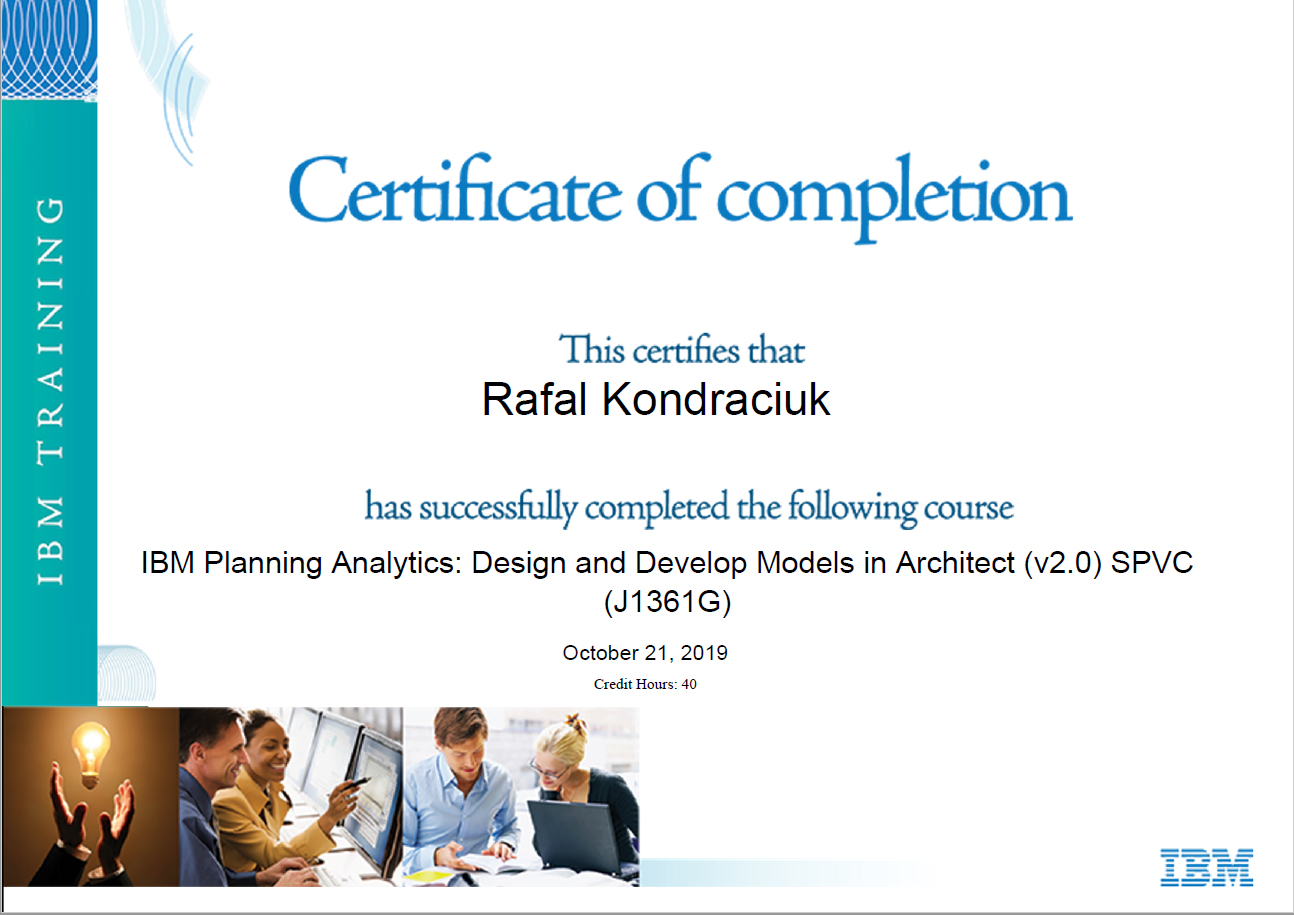 IBM TRAINING
Certificate of completion
This certifies that
Rafal Kondraciuk
has successfully completed the following course
IBM Planning Analytics: Design and Develop Models in Architect (v2.0) SPVC
(J1361G)
October 21, 2019
Credit Hours: 40
IBM